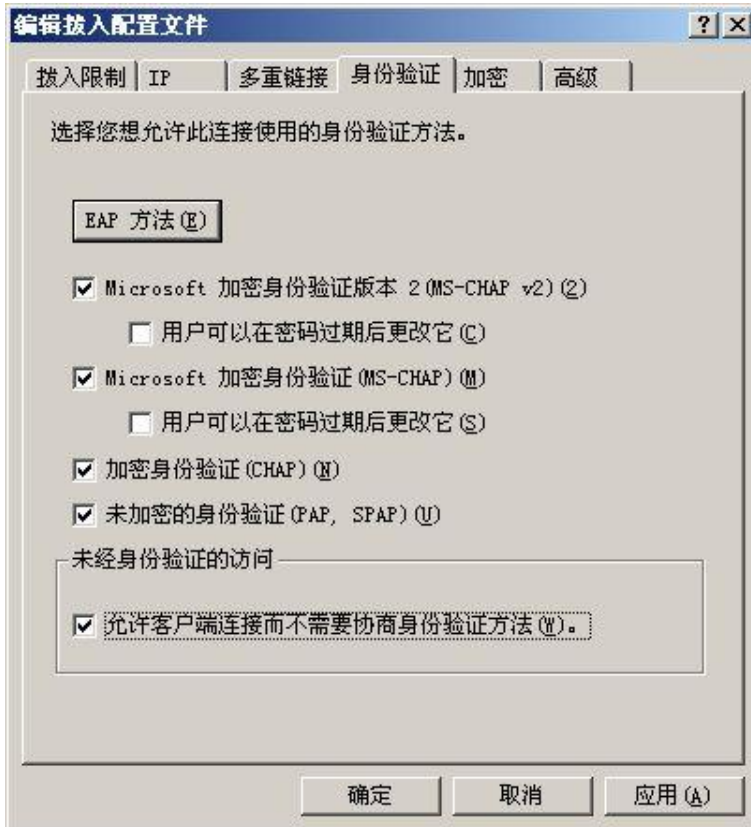 编辑拨入配置文件
拨入限制 IP 多重链接 身份验证 加密 高级
选择您想允许此连接使用的身份验证方法。
EAP 方法(E)
Microsoft 加密身份验证版本 2(MS-CHAP v2)(2)
用户可以在密码过期后更改它(C)
Microsoft 加密身份验证(MS-CHAP)(M)
用户可以在密码过期后更改它(S)
加密身份验证(CHAP)(N)
未加密的身份验证(PAP, SPAP)(U)
未经身份验证的访问
允许客户端连接而不需要协商身份验证方法(W)。
确定 取消 应用(A)